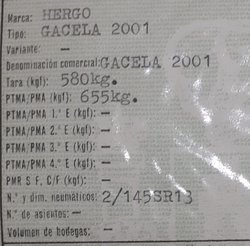 Marca: HERGO
Tipo: GACELA 2001
Variante: —
Denominación comercial: GACELA 2001
Tara (kgf): 580kg.
PTMA/PMA (kgf): 655kg.
PTMA/PMA 1.º E (kgf): —
PTMA/PMA 2.º E (kgf): —
PTMA/PMA 3.º E (kgf): —
PTMA/PMA 4.º E (kgf): —
PMR S F, C/F (kgf): —
N.º y dim. neumáticos: 2/145SR13
N.º de asientos: —
Volumen de bodegas: —